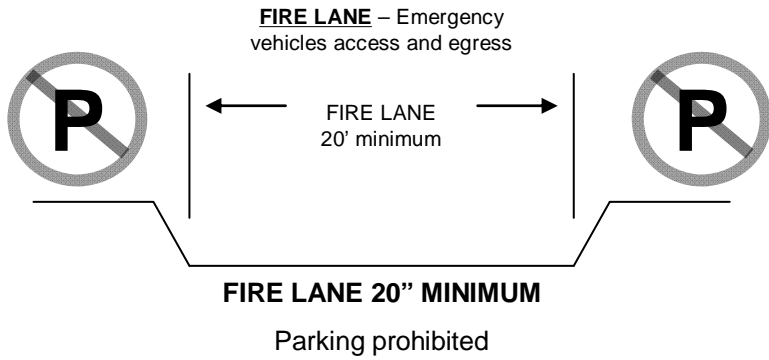 FIRE LANE – Emergency
vehicles access and egress
P
FIRE LANE
20’ minimum
P
FIRE LANE 20” MINIMUM
Parking prohibited